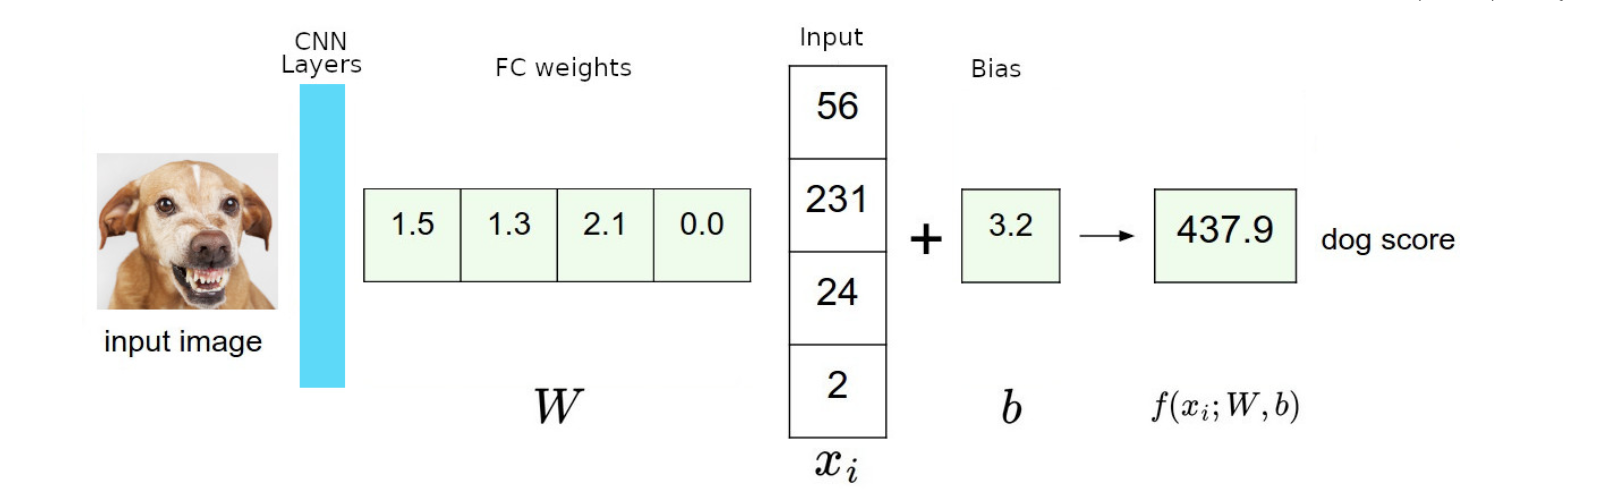 CNN
Layers
FC weights
Input
Bias
56
231
24
2
1.5 1.3 2.1 0.0
+
3.2
437.9
dog score
input image
W
b
f(x_i; W, b)
x_i